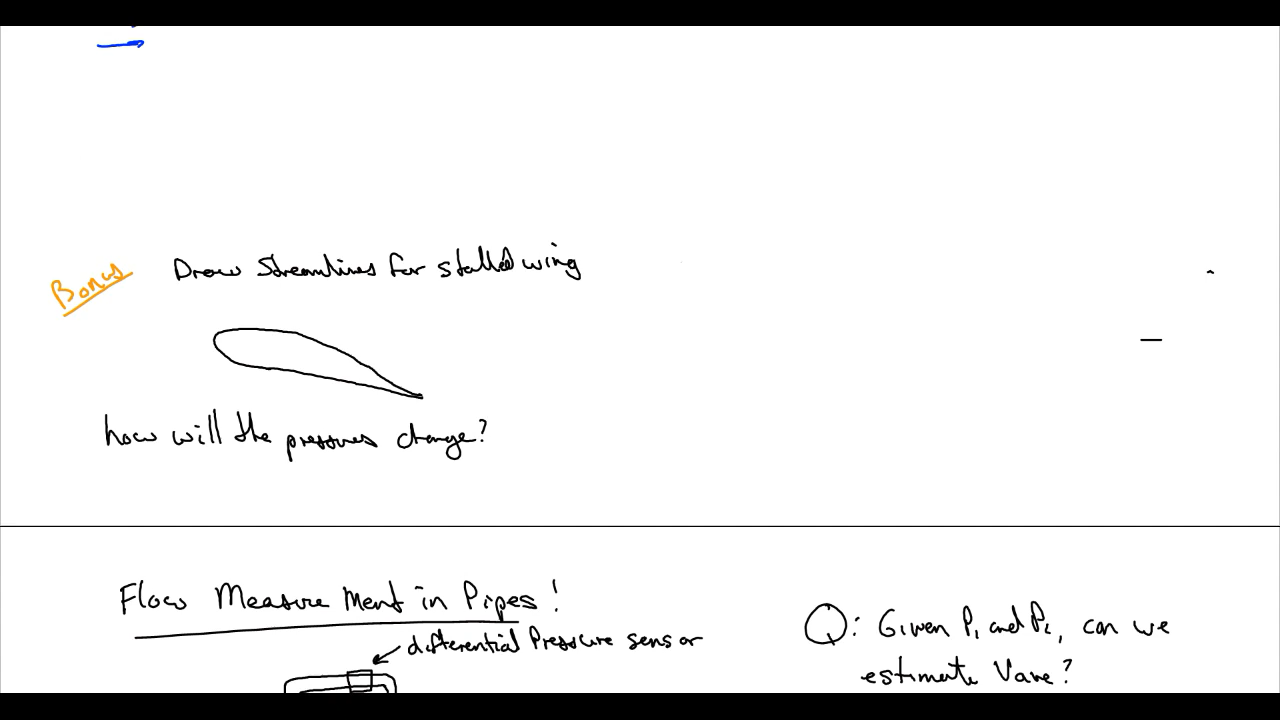 Bonus
Draw Streamlines for stalled wing
how will the pressures change?
Flow Measurement in Pipes!
differential Pressure sensor
Q: Given P₁ and P₂, can we
estimate Vave?